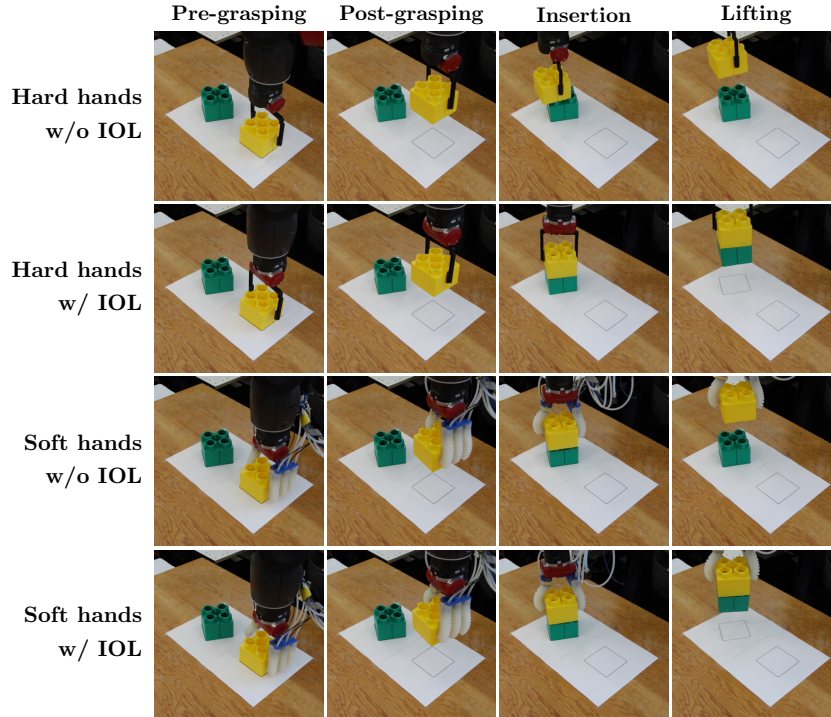 Pre-grasping Post-grasping Insertion Lifting
Hard hands
w/o IOL
Hard hands
w/ IOL
Soft hands
w/o IOL
Soft hands
w/ IOL